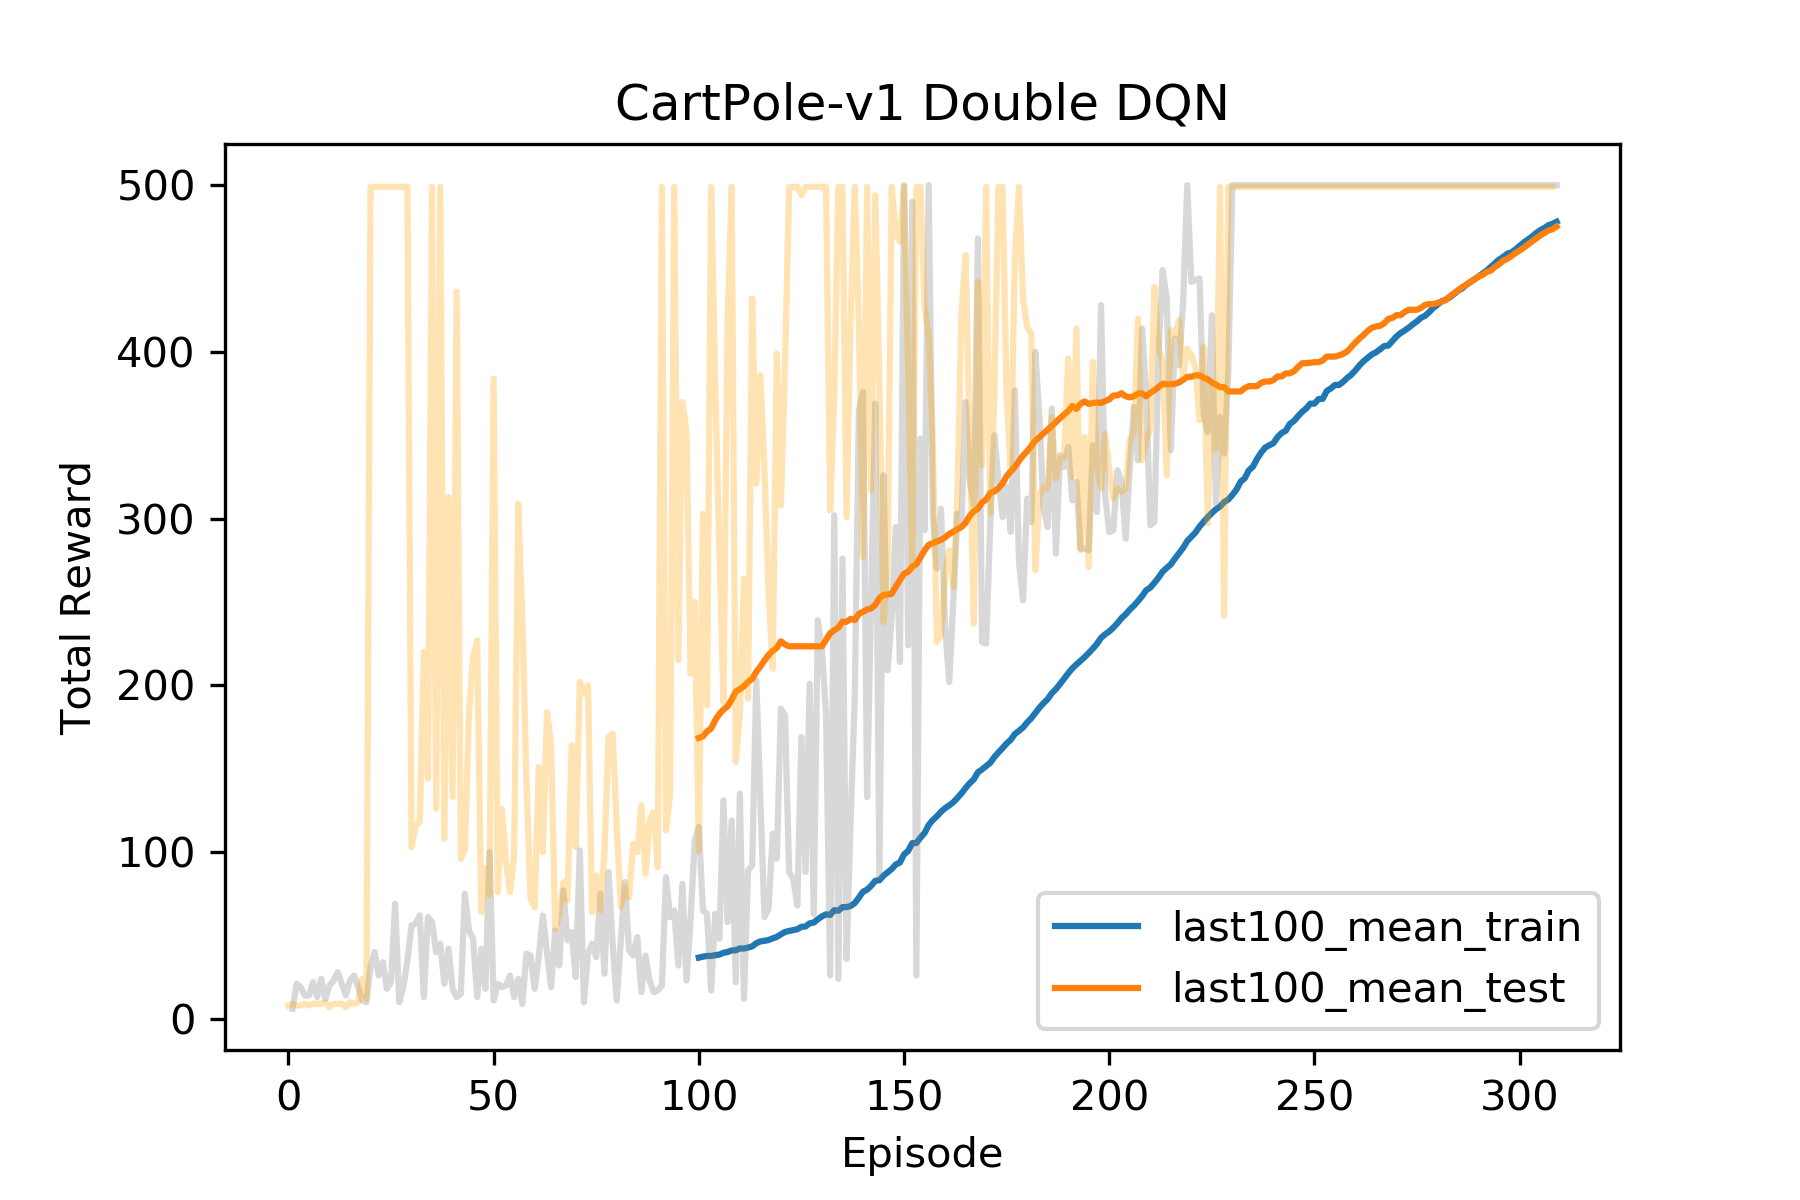 CartPole-v1 Double DQN
Total Reward
500
400
300
200
100
0
last100_mean_train
last100_mean_test
0 50 100 150 200 250 300
Episode